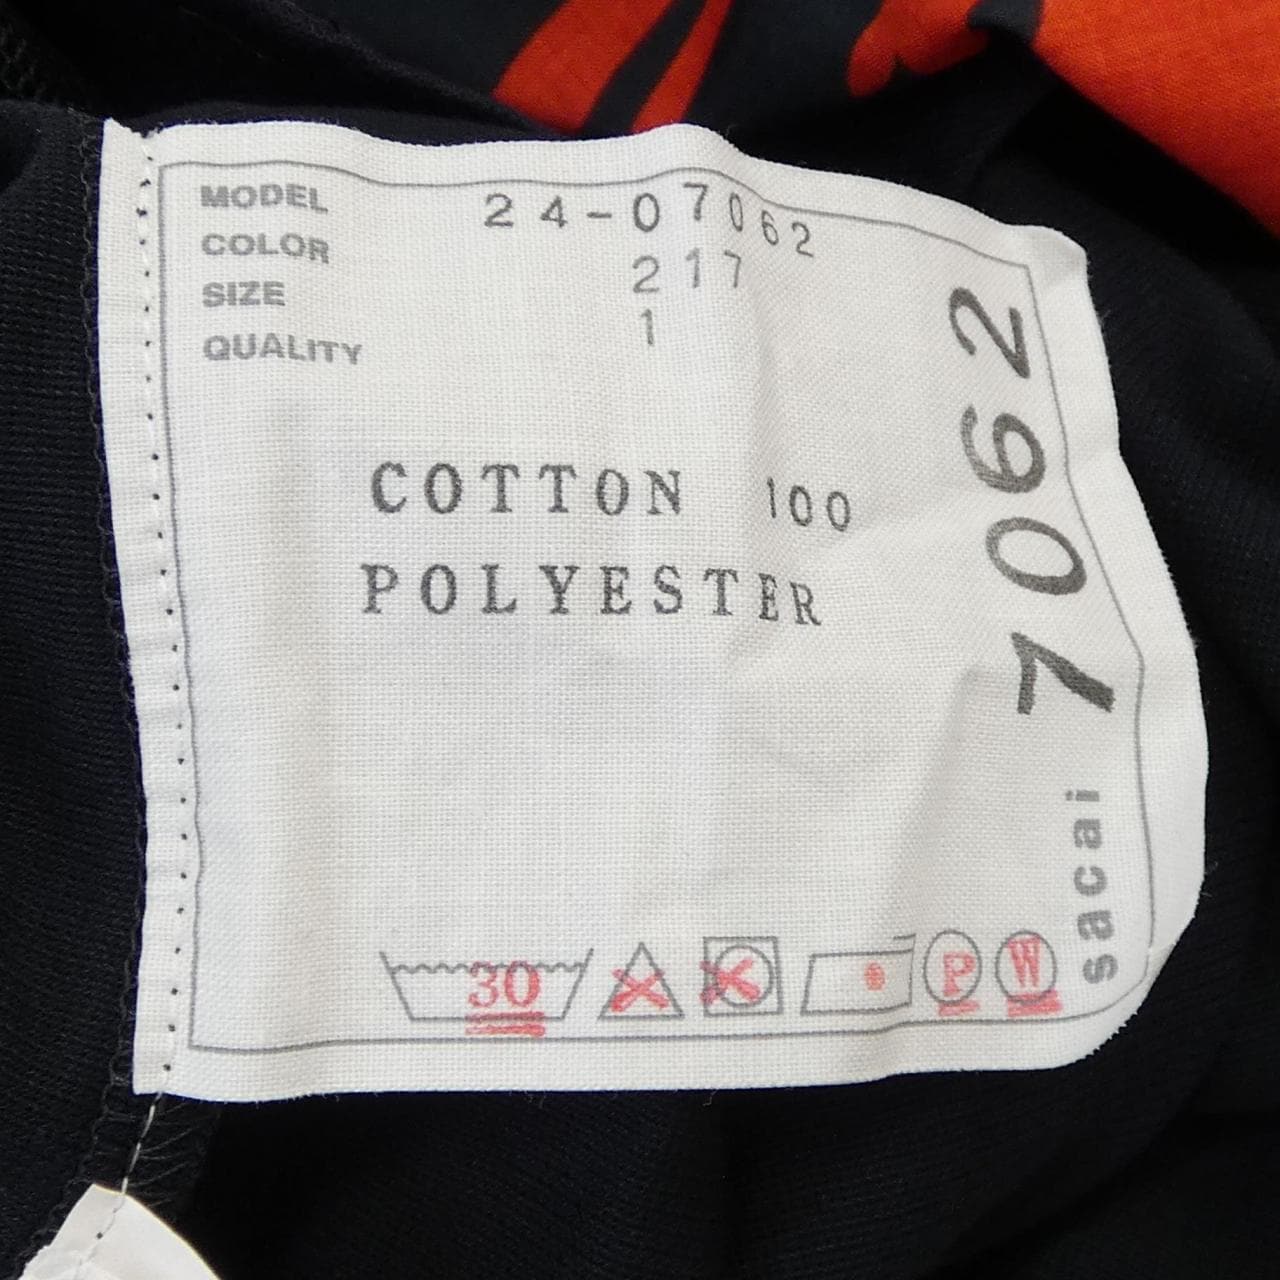 MODEL 24-07062
COLOR 217
SIZE 1
QUALITY
COTTON 100
POLYESTER
30
P
W
sacai 7062